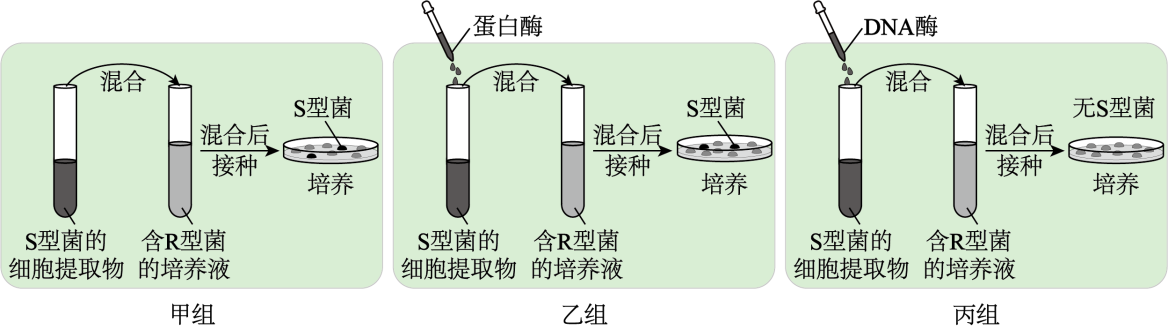 混合
S型菌
混合后
接种
培养
S型菌的
细胞提取物
含R型菌
的培养液
甲组
蛋白酶
混合
S型菌
混合后
接种
培养
S型菌的
细胞提取物
含R型菌
的培养液
乙组
DNA酶
混合
无S型菌
混合后
接种
培养
S型菌的
细胞提取物
含R型菌
的培养液
丙组